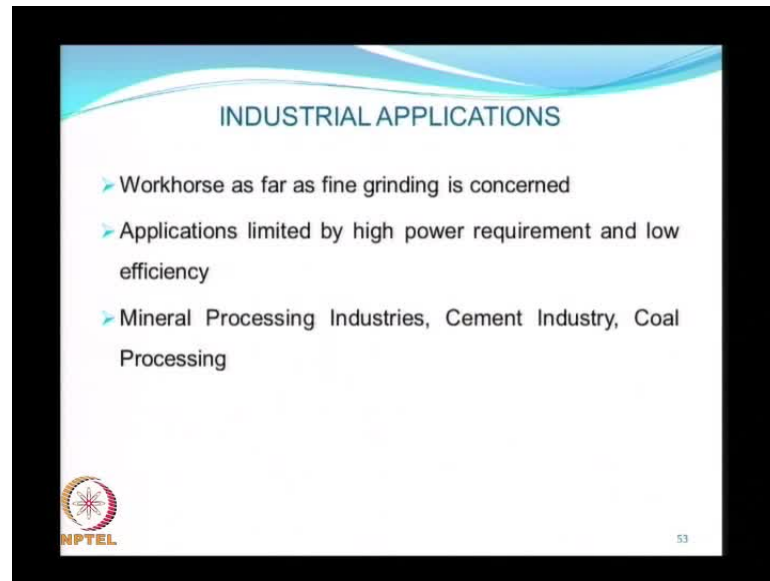 INDUSTRIAL APPLICATIONS
➢ Workhorse as far as fine grinding is concerned
➢ Applications limited by high power requirement and low
efficiency
➢ Mineral Processing Industries, Cement Industry, Coal
Processing
NPTEL
53